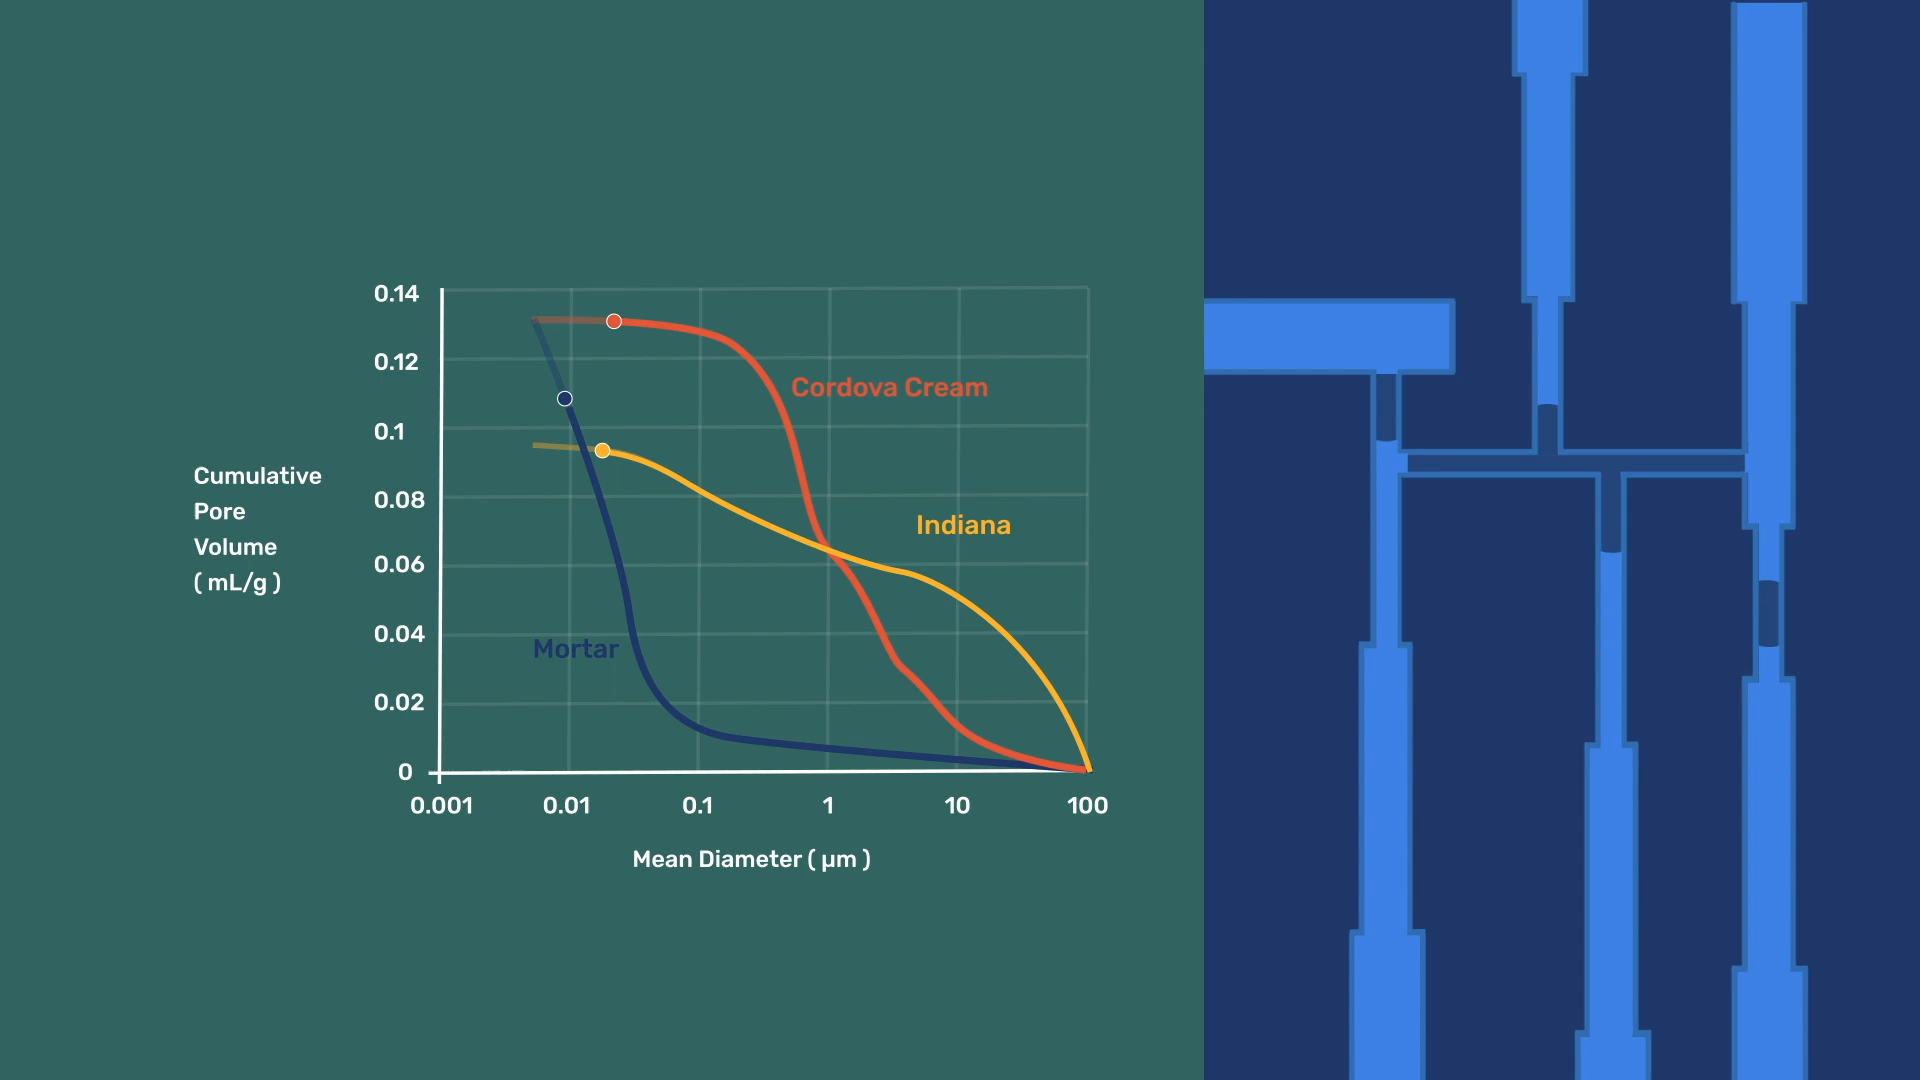 0.14
0.12
Cordova Cream
0.1
Cumulative
Pore
Volume
( mL/g )
0.08
Indiana
0.06
0.04
Mortar
0.02
0
0.001
0.01
0.1
1
10
100
Mean Diameter ( µm )